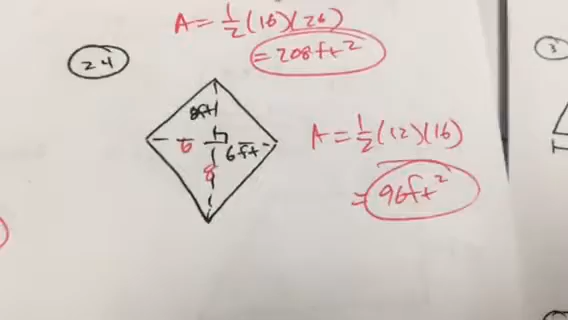 A = 1/2 (16)(26)
= 208ft²
24
8ft
6
6ft
8
A = 1/2 (12)(16)
= 96ft²
3